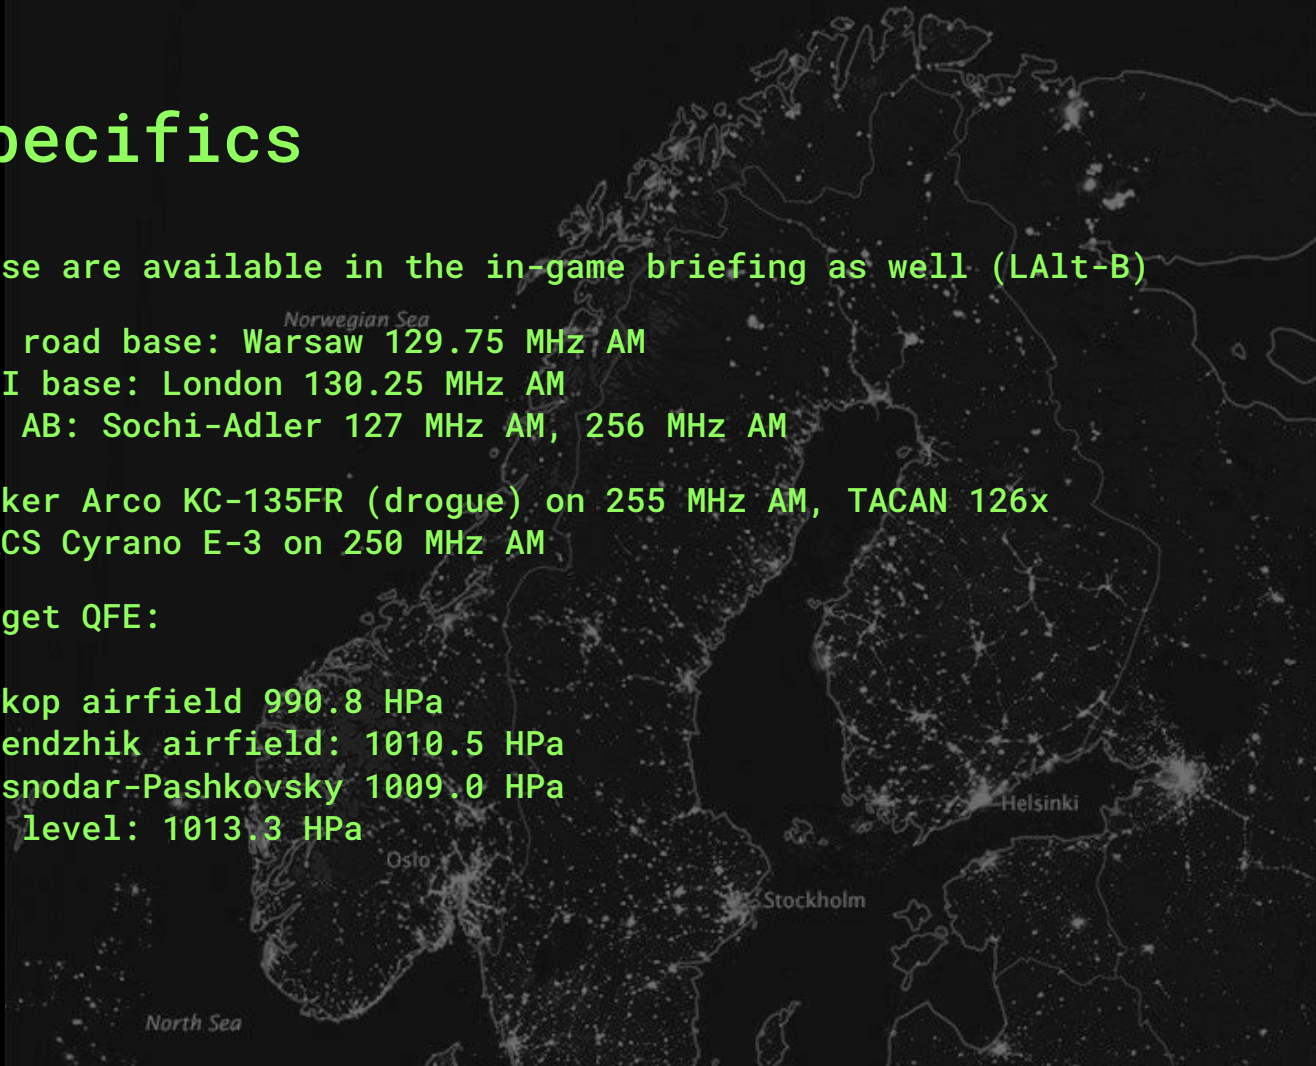 pecifics
se are available in the in-game briefing as well (LAlt-B)
Norwegian Sea
road base: Warsaw 129.75 MHz AM
I base: London 130.25 MHz AM
AB: Sochi-Adler 127 MHz AM, 256 MHz AM
ker Arco KC-135FR (drogue) on 255 MHz AM, TACAN 126x
CS Cyrano E-3 on 250 MHz AM
get QFE:
kop airfield 990.8 HPa
endzhik airfield: 1010.5 HPa
snodar-Pashkovsky 1009.0 HPa
level: 1013.3 HPa
Helsinki
Oslo
Stockholm
North Sea